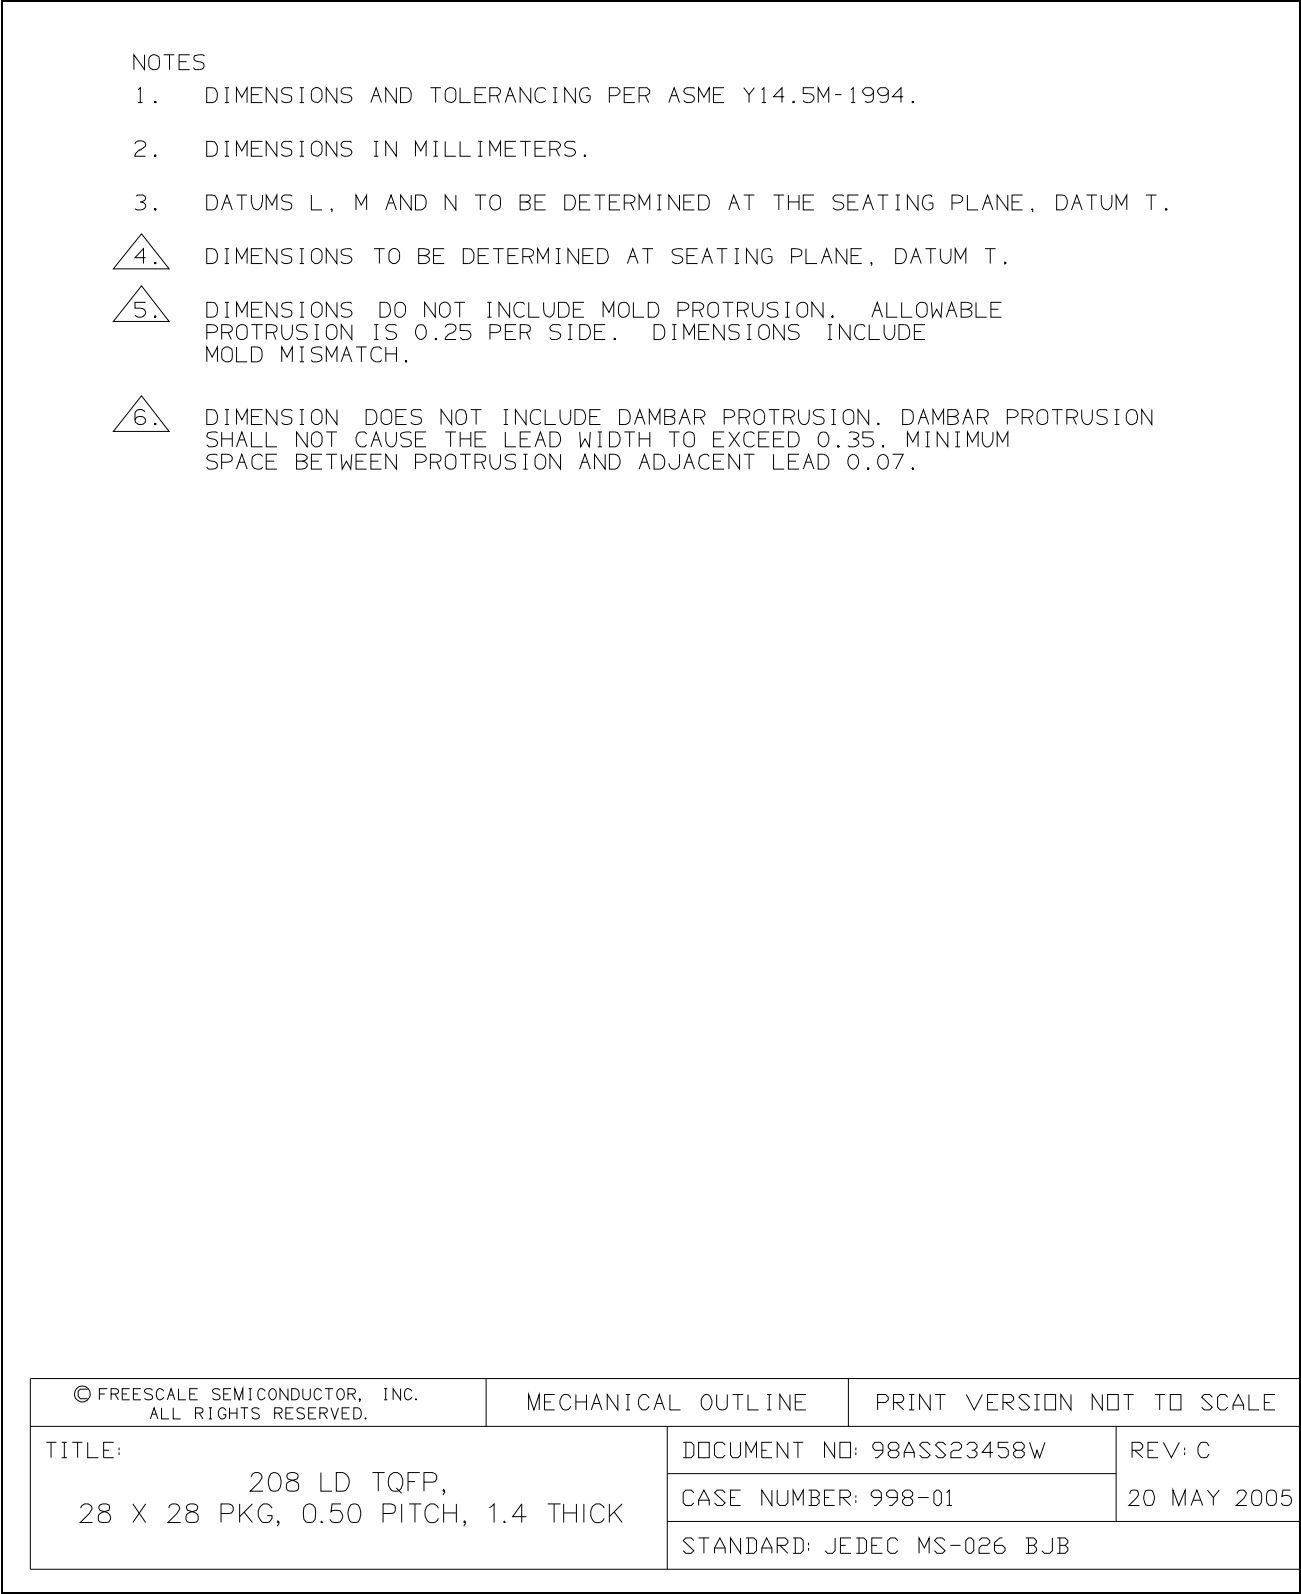 NOTES
1. DIMENSIONS AND TOLERANCING PER ASME Y14.5M-1994.
2. DIMENSIONS IN MILLIMETERS.
3. DATUMS L, M AND N TO BE DETERMINED AT THE SEATING PLANE, DATUM T.
4. DIMENSIONS TO BE DETERMINED AT SEATING PLANE, DATUM T.
5. DIMENSIONS DO NOT INCLUDE MOLD PROTRUSION. ALLOWABLE
PROTRUSION IS 0.25 PER SIDE. DIMENSIONS INCLUDE
MOLD MISMATCH.
6. DIMENSION DOES NOT INCLUDE DAMBAR PROTRUSION. DAMBAR PROTRUSION
SHALL NOT CAUSE THE LEAD WIDTH TO EXCEED 0.35. MINIMUM
SPACE BETWEEN PROTRUSION AND ADJACENT LEAD 0.07.
© FREESCALE SEMICONDUCTOR, INC.
ALL RIGHTS RESERVED.
MECHANICAL OUTLINE
PRINT VERSION NOT TO SCALE
TITLE:
208 LD TQFP,
28 X 28 PKG, 0.50 PITCH, 1.4 THICK
DOCUMENT NO: 98ASS23458W
REV: C
CASE NUMBER: 998-01
20 MAY 2005
STANDARD: JEDEC MS-026 BJB